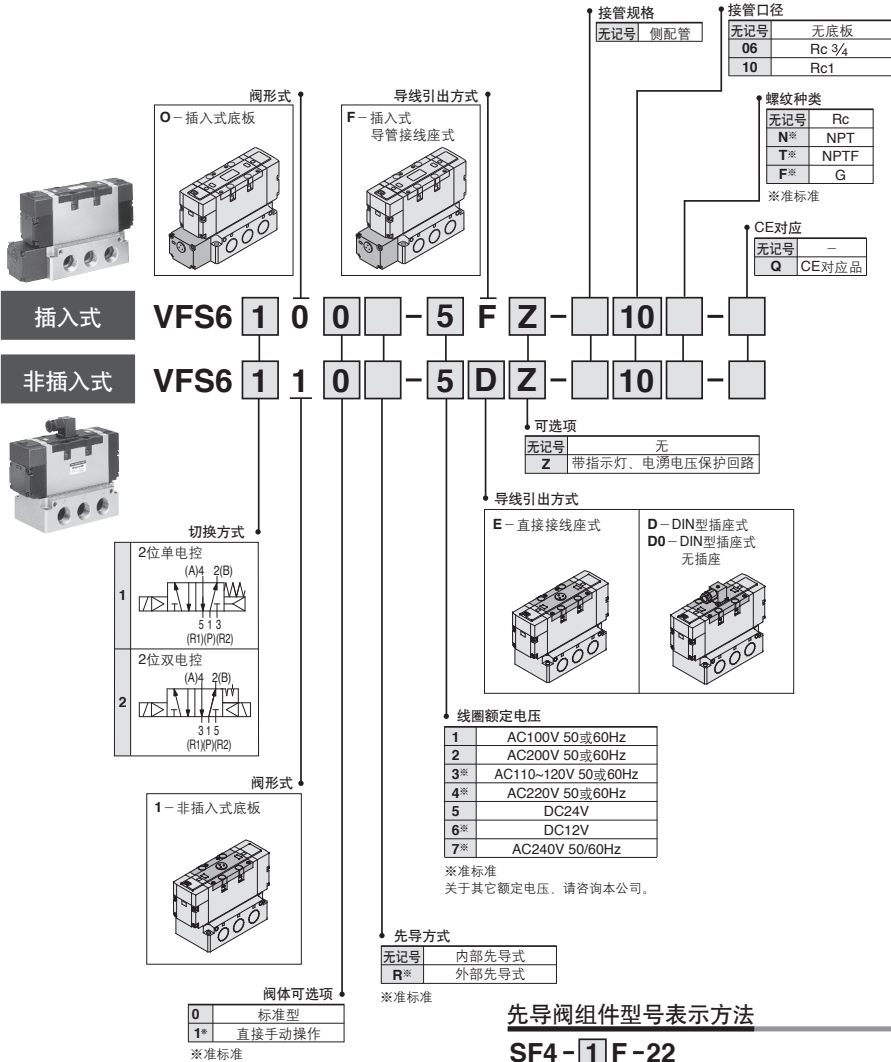 接管规格
无记号 侧配管
接管口径
无记号 无底板
06 Rc 3/4
10 Rc1
螺纹种类
无记号 Rc
N※ NPT
T※ NPTF
F※ G
※准标准
CE对应
无记号 －
Q CE对应品
阀形式
O－插入式底板
导线引出方式
F－插入式
导管接线座式
插入式 VFS6 1 0 0 － 5 F Z － 10 －
非插入式 VFS6 1 1 0 － 5 D Z － 10 －
可选项
无记号 无
Z 带指示灯、电湧电压保护回路
导线引出方式
E－直接接线座式
D－DIN型插座式
D0－DIN型插座式
无插座
切换方式
1 2位单电控
(A)4 2(B)
5 1 3
(R1)(P)(R2)
2 2位双电控
(A)4 2(B)
3 1 5
(R1)(P)(R2)
线圈额定电压
1 AC100V 50或60Hz
2 AC200V 50或60Hz
3※ AC110~120V 50或60Hz
4※ AC220V 50或60Hz
5 DC24V
6※ DC12V
7※ AC240V 50/60Hz
※准标准
关于其它额定电压．请咨询本公司。
阀形式
1－非插入式底板
先导方式
无记号 内部先导式
R※ 外部先导式
※准标准
阀体可选项
0 标准型
1* 直接手动操作
※准标准
先导阀组件型号表示方法
SF4－1 F－22